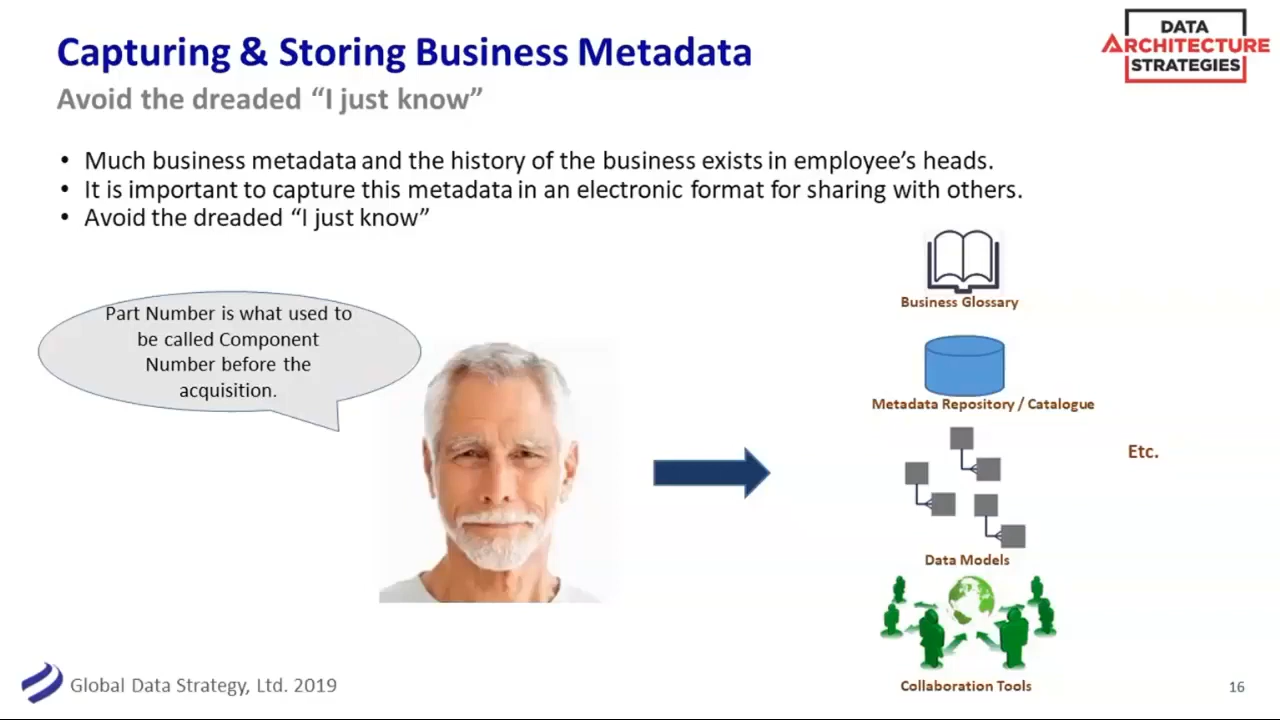 Capturing & Storing Business Metadata
DATA
ARCHITECTURE
STRATEGIES
Avoid the dreaded “I just know”
• Much business metadata and the history of the business exists in employee’s heads.
• It is important to capture this metadata in an electronic format for sharing with others.
• Avoid the dreaded “I just know”
Part Number is what used to
be called Component
Number before the
acquisition.
Business Glossary
Metadata Repository / Catalogue
Etc.
Data Models
Collaboration Tools
Global Data Strategy, Ltd. 2019
16